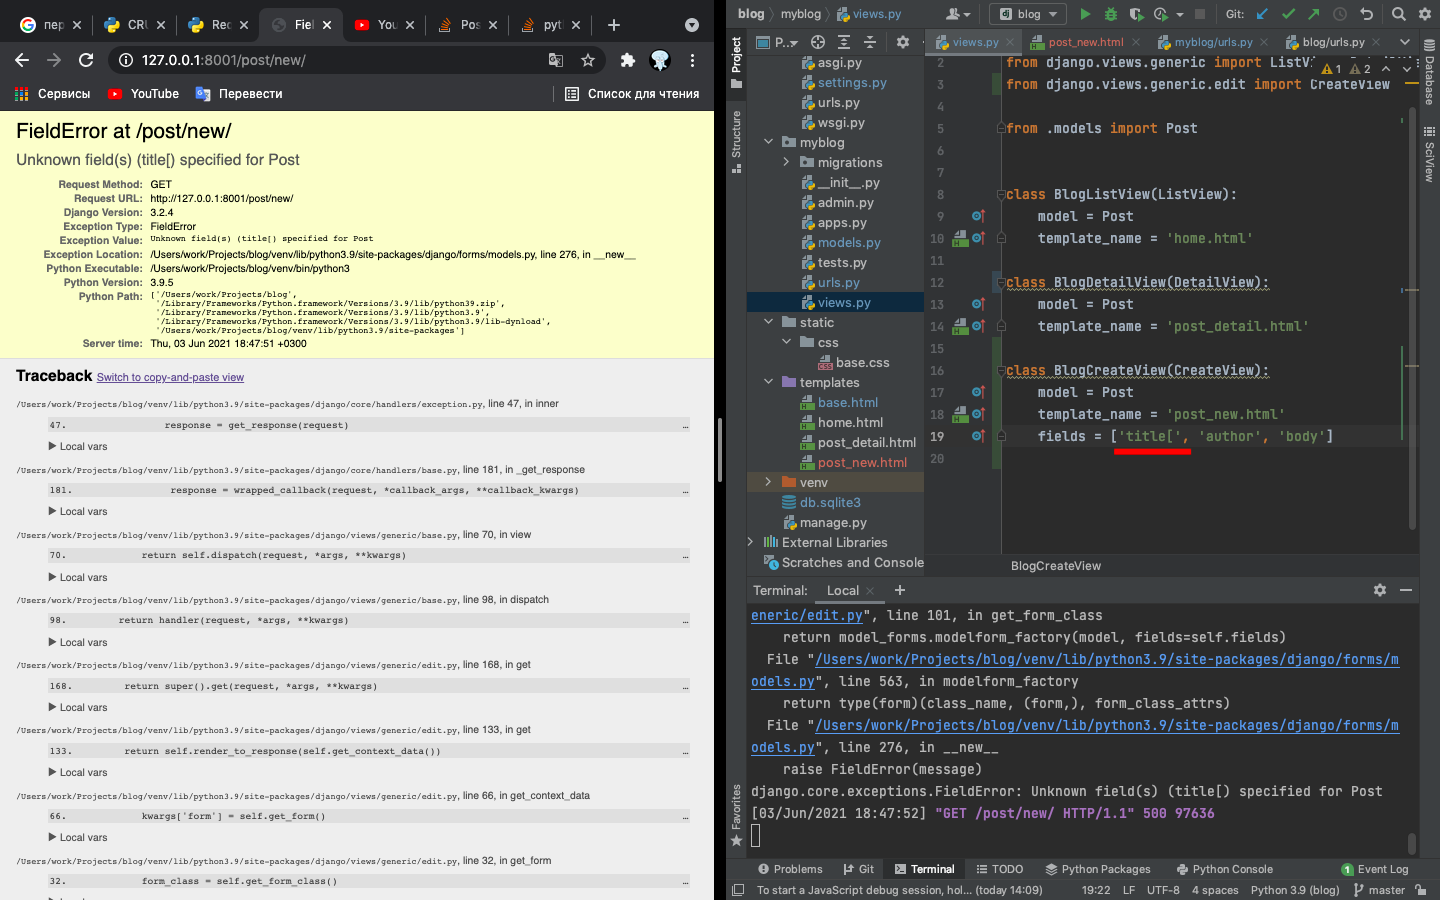 пер
CRU
Rec
Fiel
You
Pos
pyt
127.0.0.1:8001/post/new/
Сервисы
YouTube
Перевести
Список для чтения
FieldError at /post/new/
Unknown field(s) (title[) specified for Post
Request Method: GET
Request URL: http://127.0.0.1:8001/post/new/
Django Version: 3.2.4
Exception Type: FieldError
Exception Value: Unknown field(s) (title[) specified for Post
Exception Location: /Users/work/Projects/blog/venv/lib/python3.9/site-packages/django/forms/models.py, line 276, in __new__
Python Executable: /Users/work/Projects/blog/venv/bin/python3
Python Version: 3.9.5
Python Path: ['/Users/work/Projects/blog',
'/Library/Frameworks/Python.framework/Versions/3.9/lib/python39.zip',
'/Library/Frameworks/Python.framework/Versions/3.9/lib/python3.9',
'/Library/Frameworks/Python.framework/Versions/3.9/lib/python3.9/lib-dynload',
'/Users/work/Projects/blog/venv/lib/python3.9/site-packages']
Server time: Thu, 03 Jun 2021 18:47:51 +0300
Traceback Switch to copy-and-paste view
/Users/work/Projects/blog/venv/lib/python3.9/site-packages/django/core/handlers/exception.py, line 47, in inner
47. response = get_response(request) …
▶ Local vars
/Users/work/Projects/blog/venv/lib/python3.9/site-packages/django/core/handlers/base.py, line 181, in _get_response
181. response = wrapped_callback(request, *callback_args, **callback_kwargs) …
▶ Local vars
/Users/work/Projects/blog/venv/lib/python3.9/site-packages/django/views/generic/base.py, line 70, in view
70. return self.dispatch(request, *args, **kwargs) …
▶ Local vars
/Users/work/Projects/blog/venv/lib/python3.9/site-packages/django/views/generic/base.py, line 98, in dispatch
98. return handler(request, *args, **kwargs) …
▶ Local vars
/Users/work/Projects/blog/venv/lib/python3.9/site-packages/django/views/generic/edit.py, line 168, in get
168. return super().get(request, *args, **kwargs) …
▶ Local vars
/Users/work/Projects/blog/venv/lib/python3.9/site-packages/django/views/generic/edit.py, line 133, in get
133. return self.render_to_response(self.get_context_data()) …
▶ Local vars
/Users/work/Projects/blog/venv/lib/python3.9/site-packages/django/views/generic/edit.py, line 66, in get_context_data
66. kwargs['form'] = self.get_form() …
▶ Local vars
/Users/work/Projects/blog/venv/lib/python3.9/site-packages/django/views/generic/edit.py, line 32, in get_form
32. form_class = self.get_form_class() …
blog
myblog
views.py
blog
Git:
Project
P...
views.py
post_new.html
myblog/urls.py
blog/urls.py
Database
SciView
Structure
Favorites
asgi.py
settings.py
urls.py
wsgi.py
myblog
migrations
__init__.py
admin.py
apps.py
models.py
tests.py
urls.py
views.py
static
css
base.css
templates
base.html
home.html
post_detail.html
post_new.html
venv
db.sqlite3
manage.py
External Libraries
Scratches and Console
1 2
2 from django.views.generic import ListV
3 from django.views.generic.edit import CreateView
5 from .models import Post
6
7
8 class BlogListView(ListView):
9 model = Post
10 template_name = 'home.html'
11
12 class BlogDetailView(DetailView):
13 model = Post
14 template_name = 'post_detail.html'
15
16 class BlogCreateView(CreateView):
17 model = Post
18 template_name = 'post_new.html'
19 fields = ['title[', 'author', 'body']
20
BlogCreateView
Terminal: Local
eneric/edit.py", line 101, in get_form_class
return model_forms.modelform_factory(model, fields=self.fields)
File "/Users/work/Projects/blog/venv/lib/python3.9/site-packages/django/forms/m
odels.py", line 563, in modelform_factory
return type(form)(class_name, (form,), form_class_attrs)
File "/Users/work/Projects/blog/venv/lib/python3.9/site-packages/django/forms/m
odels.py", line 276, in __new__
raise FieldError(message)
django.core.exceptions.FieldError: Unknown field(s) (title[) specified for Post
[03/Jun/2021 18:47:52] "GET /post/new/ HTTP/1.1" 500 97636
Problems
Git
Terminal
TODO
Python Packages
Python Console
1 Event Log
To start a JavaScript debug session, hol... (today 14:09)
19:22 LF UTF-8 4 spaces Python 3.9 (blog) master